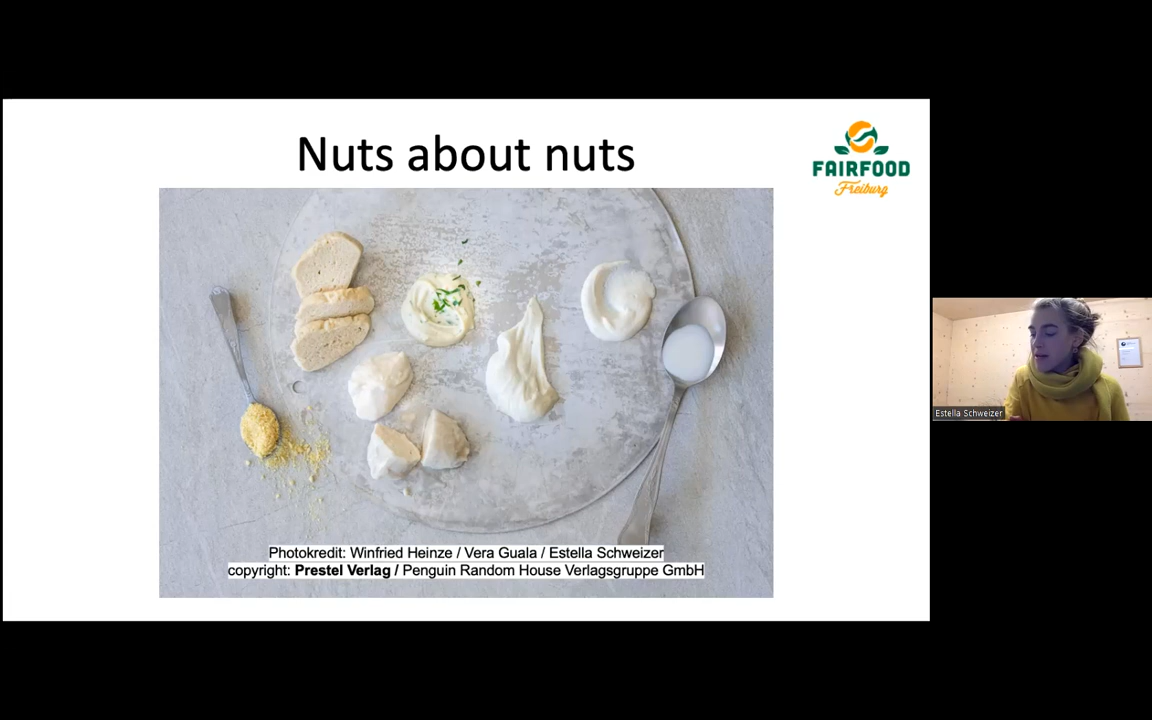 Nuts about nuts
FAIRFOOD
Freiburg
Photokredit: Winfried Heinze / Vera Guala / Estella Schweizer
copyright: Prestel Verlag / Penguin Random House Verlagsgruppe GmbH
Estella Schweizer